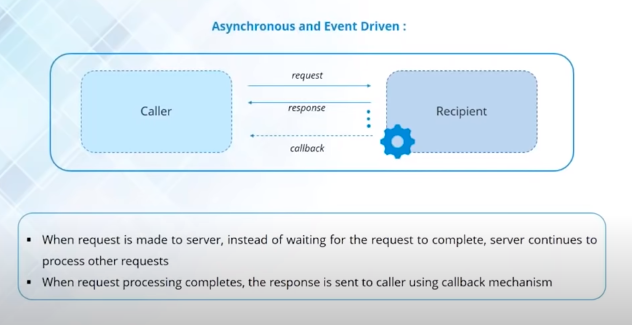 Asynchronous and Event Driven :
request
Caller
response
Recipient
callback
▪ When request is made to server, instead of waiting for the request to complete, server continues to
process other requests
▪ When request processing completes, the response is sent to caller using callback mechanism